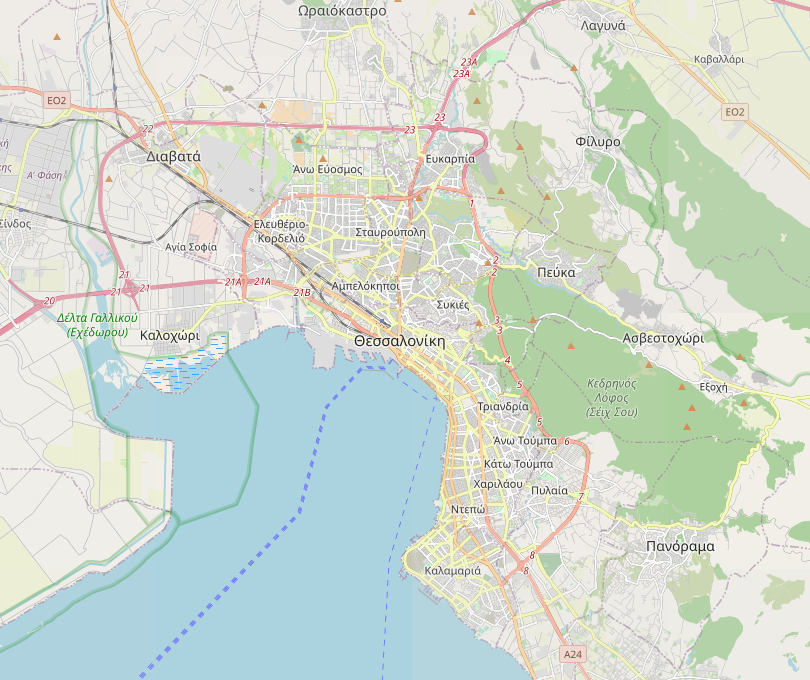 Ωραιόκαστρο
Λαγυνά
23A
23A
Καβαλλάρι
ΕΟ2
ΕΟ2
23
22
23
Διαβατά
Ευκαρπία
Φίλυρο
Άνω Εύοσμος
Α' Φάση
1
Σίνδος
Ελευθέριο-
Κορδελιό
Σταυρούπολη
Αγία Σοφία
2
2
Πεύκα
21
21
21
21A
21A
21B
Αμπελόκηποι
20
Συκιές
Δέλτα Γαλλικού
(Εχέδωρου)
3
3
Καλοχώρι
Θεσσαλονίκη
Ασβεστοχώρι
4
5
Κεδρηνός
Λόφος
(Σέιχ Σου)
Εξοχή
Τριανδρία
5
Άνω Τούμπα
6
Κάτω Τούμπα
Χαριλάου
Πυλαία
7
Ντεπώ
Πανόραμα
8
8
Καλαμαριά
A24